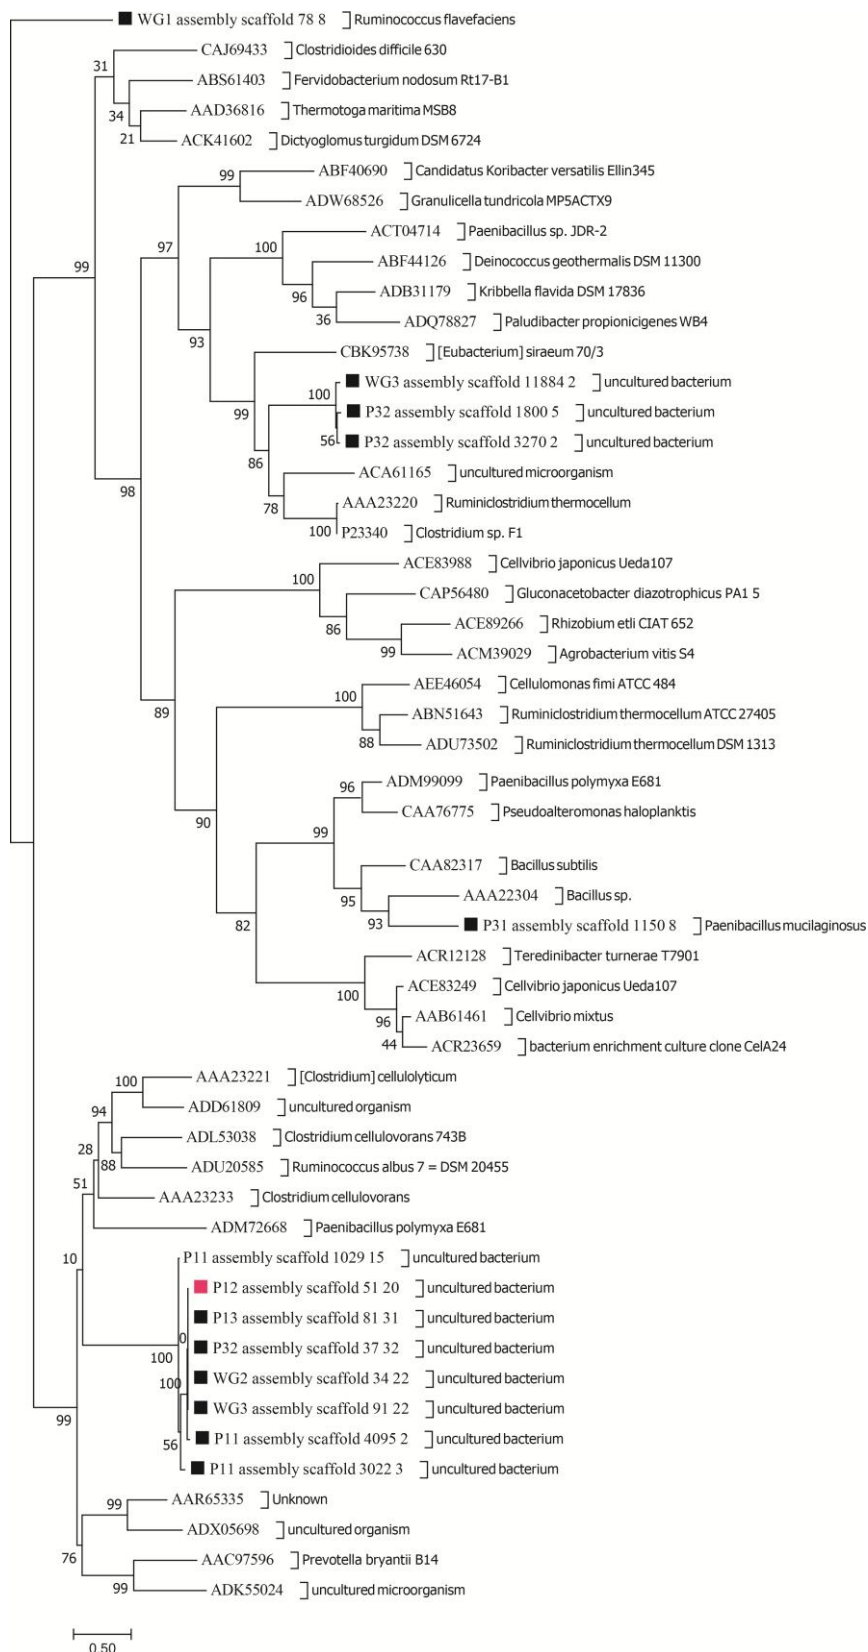 WG1 assembly scaffold 78 8 Ruminococcus flavefaciens
CAJ69433 Clostridioides difficile 630
31
ABS61403 Fervidobacterium nodosum Rt17-B1
34
AAD36816 Thermotoga maritima MSB8
21
ACK41602 Dictyoglomus turgidum DSM 6724
ABF40690 Candidatus Koribacter versatilis Ellin345
99
ADW68526 Granulicella tundricola MP5ACTX9
ACT04714 Paenibacillus sp. JDR-2
97
100
ABF44126 Deinococcus geothermalis DSM 11300
99
ADB31179 Kribbella flavida DSM 17836
96
36
ADQ78827 Paludibacter propionicigenes WB4
93
CBK95738 [Eubacterium] siraeum 70/3
WG3 assembly scaffold 11884 2 uncultured bacterium
100
99
P32 assembly scaffold 1800 5 uncultured bacterium
56
P32 assembly scaffold 3270 2 uncultured bacterium
86
ACA61165 uncultured microorganism
98
78
AAA23220 Ruminiclostridium thermocellum
100
P23340 Clostridium sp. F1
ACE83988 Cellvibrio japonicus Ueda107
100
CAP56480 Gluconacetobacter diazotrophicus PA1 5
86
ACE89266 Rhizobium etli CIAT 652
99
ACM39029 Agrobacterium vitis S4
AEE46054 Cellulomonas fimi ATCC 484
100
89
ABN51643 Ruminiclostridium thermocellum ATCC 27405
88
ADU73502 Ruminiclostridium thermocellum DSM 1313
ADM99099 Paenibacillus polymyxa E681
96
CAA76775 Pseudoalteromonas haloplanktis
90
99
CAA82317 Bacillus subtilis
95
AAA22304 Bacillus sp.
93
82
P31 assembly scaffold 1150 8 Paenibacillus mucilaginosus
ACR12128 Teredinibacter turnerae T7901
100
ACE83249 Cellvibrio japonicus Ueda107
96
AAB61461 Cellvibrio mixtus
44
ACR23659 bacterium enrichment culture clone CelA24
AAA23221 [Clostridium] cellulolyticum
100
ADD61809 uncultured organism
94
ADL53038 Clostridium cellulovorans 743B
28
88
ADU20585 Ruminococcus albus 7 = DSM 20455
51
AAA23233 Clostridium cellulovorans
ADM72668 Paenibacillus polymyxa E681
10
P11 assembly scaffold 1029 15 uncultured bacterium
P12 assembly scaffold 51 20 uncultured bacterium
P13 assembly scaffold 81 31 uncultured bacterium
0
P32 assembly scaffold 37 32 uncultured bacterium
100
100
WG2 assembly scaffold 34 22 uncultured bacterium
WG3 assembly scaffold 91 22 uncultured bacterium
99
56
P11 assembly scaffold 4095 2 uncultured bacterium
P11 assembly scaffold 3022 3 uncultured bacterium
AAR65335 Unknown
99
ADX05698 uncultured organism
76
AAC97596 Prevotella bryantii B14
99
ADK55024 uncultured microorganism
0.50